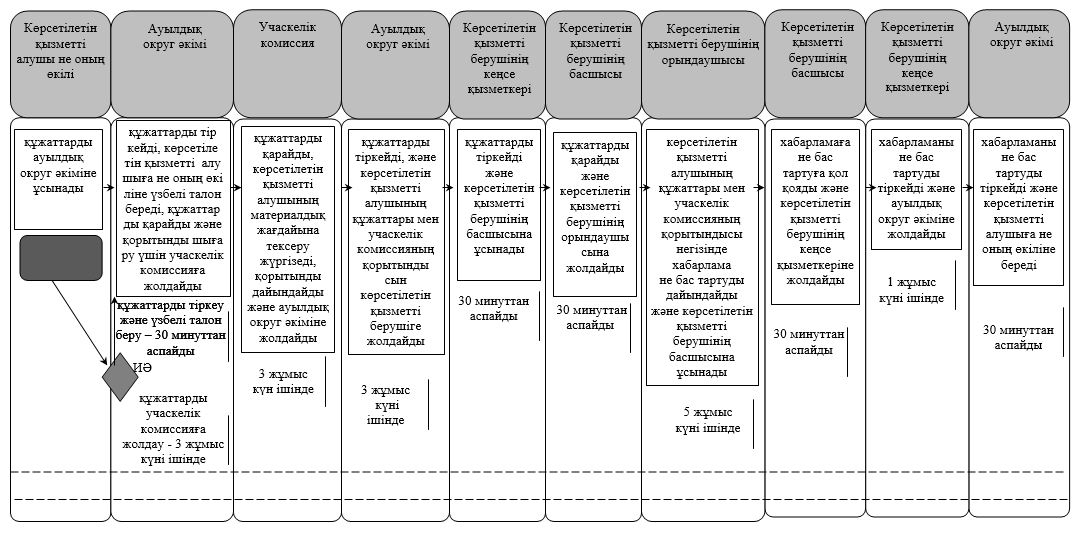 Көрсетілетін
қызметті
алушы не оның
өкілі
Ауылдық
округ әкімі
Учаскелік
комиссия
Ауылдық
округ әкімі
Көрсетілетін
қызметті
берушінің
кеңсе
қызметкері
Көрсетілетін
қызметті
берушінің
басшысы
Көрсетілетін
қызметті берушінің
орындаушысы
Көрсетілетін
қызметті
берушінің
басшысы
Көрсетілетін
қызметті
берушінің
кеңсе
қызметкері
Ауылдық
округ әкімі
құжаттарды
ауылдық
округ әкіміне
ұсынады
құжаттарды тір
кейді, көрсетіле
тін қызметті алу
шыға не оның өкі
ліне үзбелі талон
береді, құжаттар
ды қарайды және
қорытынды шыға
ру үшін учаскелік
комиссияға
жолдайды
құжаттарды тіркеу
және үзбелі талон
беру – 30 минуттан
аспайды
ИӘ
құжаттарды
учаскелік
комиссияға
жолдау - 3 жұмыс
күні ішінде
құжаттарды
қарайды,
көрсетілетін
қызметті
алушының
материалдық
жағдайына
тексеру
жүргізеді,
қорытынды
дайындайды
және ауылдық
округ әкіміне
жолдайды
3 жұмыс
күн ішінде
құжаттарды
тіркейді, және
көрсетілетін
қызметті
алушының
құжаттары мен
учаскелік
комиссияның
қорытынды
сын
көрсетілетін
қызметті
берушіге
жолдайды
3 жұмыс
күні
ішінде
құжаттарды
тіркейді
және
көрсетілетін
қызметті
берушінің
басшысына
ұсынады
30 минуттан
аспайды
құжаттарды
қарайды
және
көрсетілетін
қызметті
берушінің
орындаушы
сына
жолдайды
30 минуттан
аспайды
көрсетілетін
қызметті
алушының
құжаттары мен
учаскелік
комиссияның
қорытындысы
негізінде
хабарлама
не бас тартуды
дайындайды
және көрсетілетін
қызметті
берушінің
басшысына
ұсынады
5 жұмыс
күні ішінде
хабарламаға
не бас
тартуға қол
қояды және
көрсетілетін
қызметті
берушінің
кеңсе
қызметкеріне
жолдайды
30 минуттан
аспайды
хабарламаны
не бас
тартуды
тіркейді және
ауылдық
округ әкіміне
жолдайды
1 жұмыс
күні ішінде
хабарламаны
не бас
тартуды
тіркейді және
көрсетілетін
қызметті
алушыға не
оның өкіліне
береді
30 минуттан
аспайды